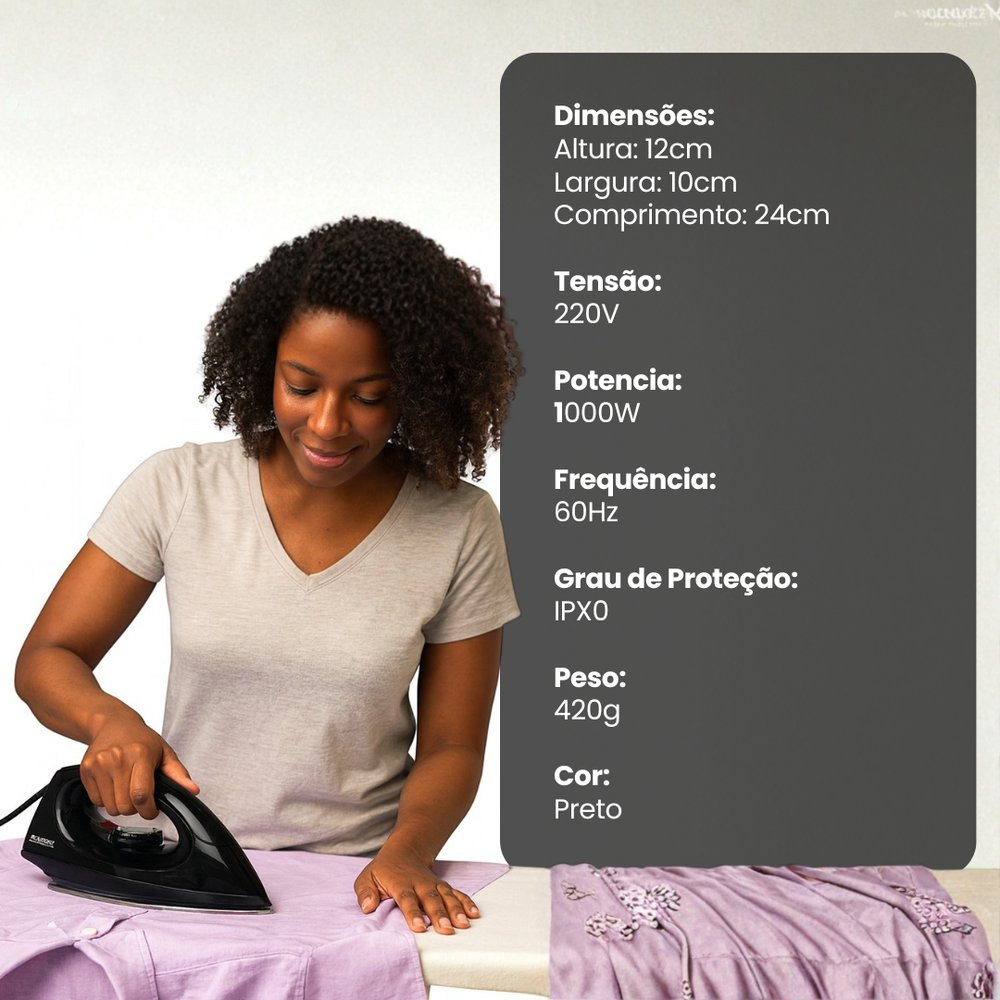 Dimensões:
Altura: 12cm
Largura: 10cm
Comprimento: 24cm
Tensão:
220V
Potencia:
1000W
Frequência:
60Hz
Grau de Proteção:
IPX0
Peso:
420g
Cor:
Preto